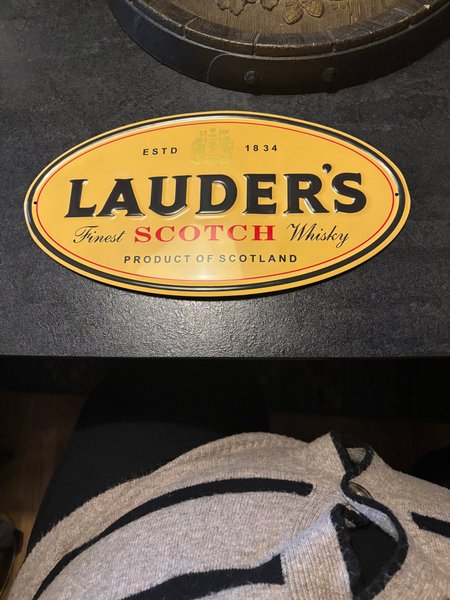 ESTD 1834
LAUDER'S
Finest SCOTCH Whisky
PRODUCT OF SCOTLAND